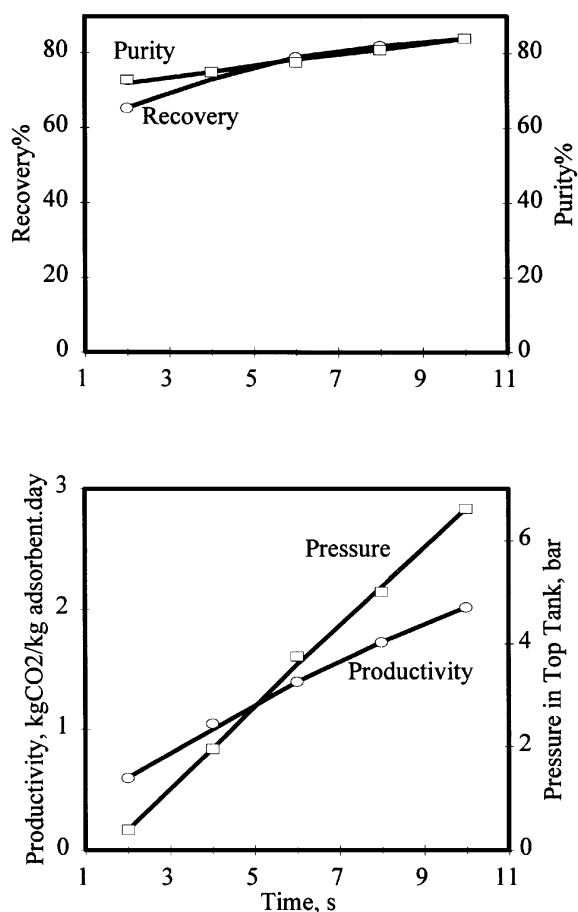 80
60
40
20
0
Recovery%
Purity
Recovery
80
60
40
20
0
Purity%
1 3 5 7 9 11
3
2
1
0
Productivity, kgCO2/kg adsorbent.day
Pressure
Productivity
6
4
2
0
Pressure in Top Tank, bar
1 3 5 7 9 11
Time, s